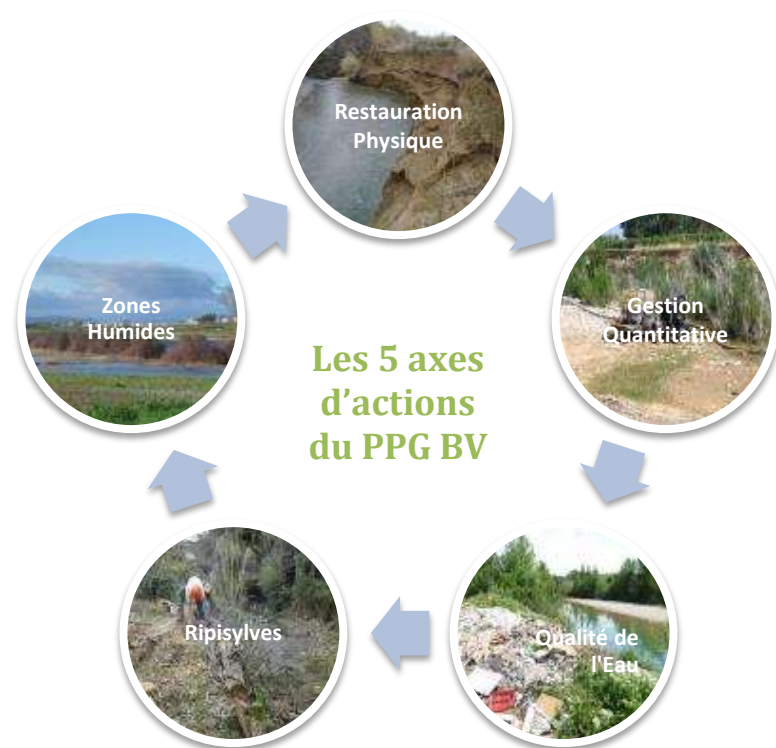 Restauration
Physique
Gestion
Quantitative
Qualité de
l'Eau
Ripisylves
Zones
Humides
Les 5 axes
d’actions
du PPG BV